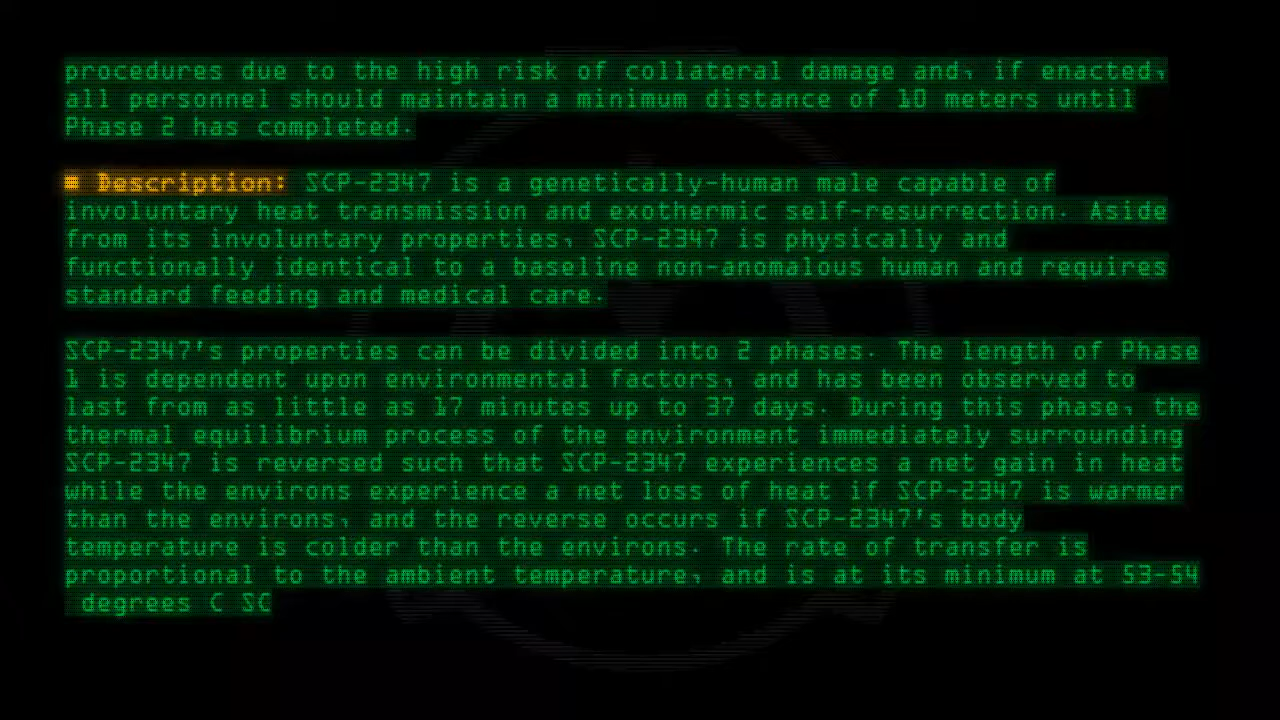 procedures due to the high risk of collateral damage and, if enacted,
all personnel should maintain a minimum distance of 10 meters until
Phase 2 has completed.
■ Description: SCP-2347 is a genetically-human male capable of
involuntary heat transmission and exothermic self-resurrection. Aside
from its involuntary properties, SCP-2347 is physically and
functionally identical to a baseline non-anomalous human and requires
standard feeding and medical care.
SCP-2347's properties can be divided into 2 phases. The length of Phase
1 is dependent upon environmental factors, and has been observed to
last from as little as 17 minutes up to 37 days. During this phase, the
thermal equilibrium process of the environment immediately surrounding
SCP-2347 is reversed such that SCP-2347 experiences a net gain in heat
while the environs experience a net loss of heat if SCP-2347 is warmer
than the environs, and the reverse occurs if SCP-2347's body
temperature is colder than the environs. The rate of transfer is
proportional to the ambient temperature, and is at its minimum at 53-54
degrees C SC